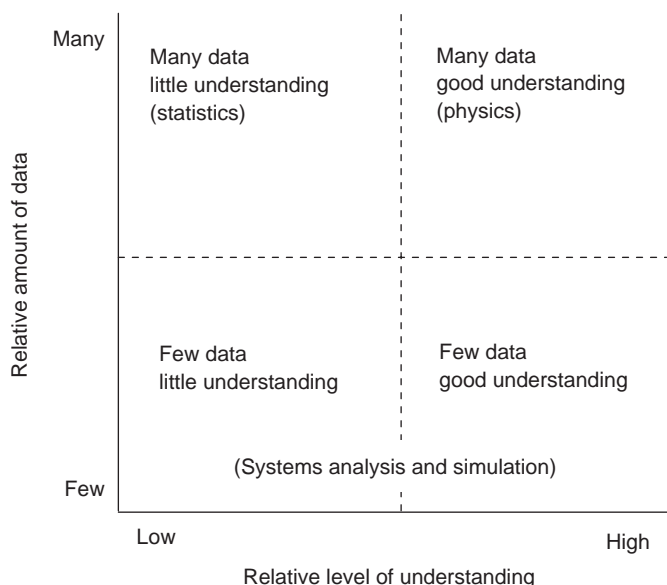 Many
Many data
little understanding
(statistics)
Many data
good understanding
(physics)
Relative amount of data
Few data
little understanding
Few data
good understanding
(Systems analysis and simulation)
Few
Low
High
Relative level of understanding